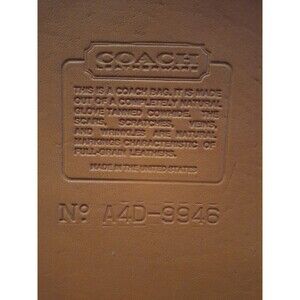 COACH
LEATHERWARE
THIS IS A COACH BAG. IT IS MADE
OUT OF A COMPLETELY NATURAL
GLOVE TANNED COWHIDE. THE
SCARS, SCRATCHES, VEINS,
AND WRINKLES ARE NATURAL
MARKINGS CHARACTERISTIC OF
FULL-GRAIN LEATHERS.
MADE IN THE UNITED STATES
Nº A4D-9946